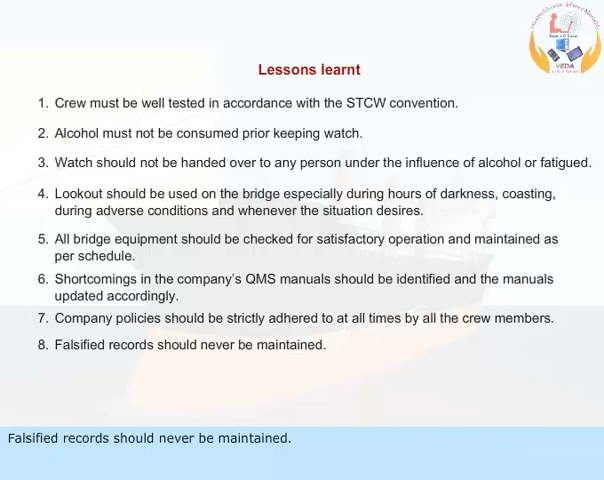 Lessons learnt
1. Crew must be well tested in accordance with the STCW convention.
2. Alcohol must not be consumed prior keeping watch.
3. Watch should not be handed over to any person under the influence of alcohol or fatigued.
4. Lookout should be used on the bridge especially during hours of darkness, coasting,
during adverse conditions and whenever the situation desires.
5. All bridge equipment should be checked for satisfactory operation and maintained as
per schedule.
6. Shortcomings in the company's QMS manuals should be identified and the manuals
updated accordingly.
7. Company policies should be strictly adhered to at all times by all the crew members.
8. Falsified records should never be maintained.
VEDA
Falsified records should never be maintained.